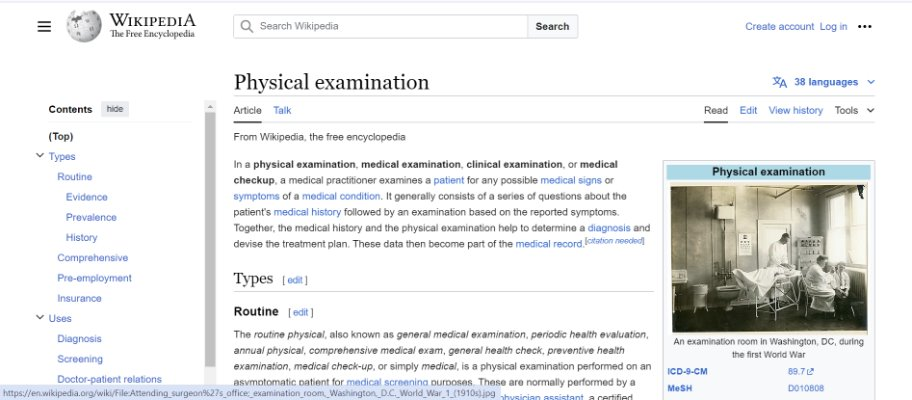 WIKIPEDIA
The Free Encyclopedia
Search Wikipedia
Search
Create account Log in
Physical examination
38 languages
Contents hide
Article Talk
Read Edit View history Tools
(Top)
From Wikipedia, the free encyclopedia
Types
Routine
Evidence
Prevalence
History
Comprehensive
Pre-employment
Insurance
Uses
Diagnosis
Screening
Doctor-patient relations
In a physical examination, medical examination, clinical examination, or medical
checkup, a medical practitioner examines a patient for any possible medical signs or
symptoms of a medical condition. It generally consists of a series of questions about the
patient's medical history followed by an examination based on the reported symptoms.
Together, the medical history and the physical examination help to determine a diagnosis and
devise the treatment plan. These data then become part of the medical record.[citation needed]
Types [ edit ]
Routine [ edit ]
The routine physical, also known as general medical examination, periodic health evaluation,
annual physical, comprehensive medical exam, general health check, preventive health
examination, medical check-up, or simply medical, is a physical examination performed on an
asymptomatic patient for medical screening purposes. These are normally performed by a
physician assistant, a certified
Physical examination
An examination room in Washington, DC, during
the first World War
ICD-9-CM 89.7
MeSH D010808
https://en.wikipedia.org/wiki/File:Attending_surgeon%27s_office;_examination_room,_Washington,_D.C._World_War_1_(1910s).jpg